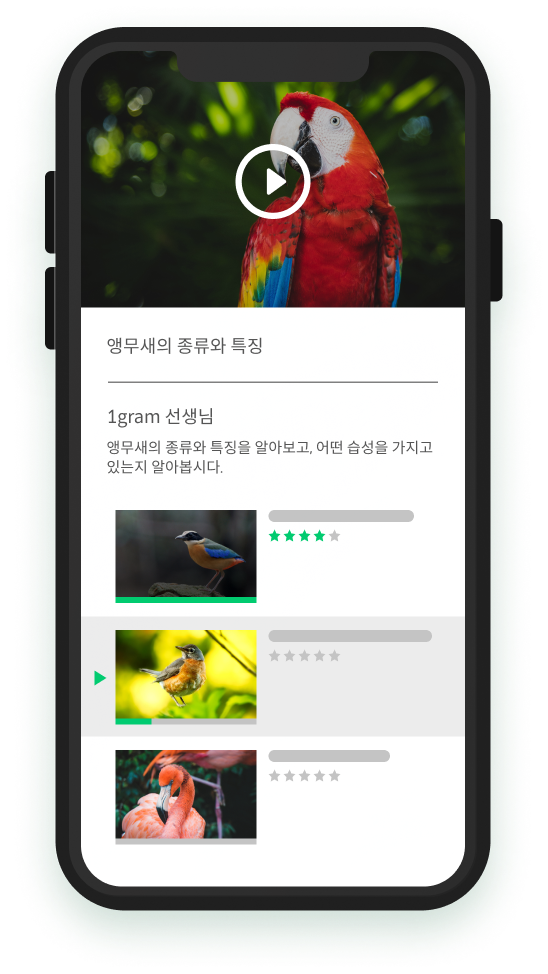 앵무새의 종류와 특징
1gram 선생님
앵무새의 종류와 특징을 알아보고, 어떤 습성을 가지고
있는지 알아봅시다.